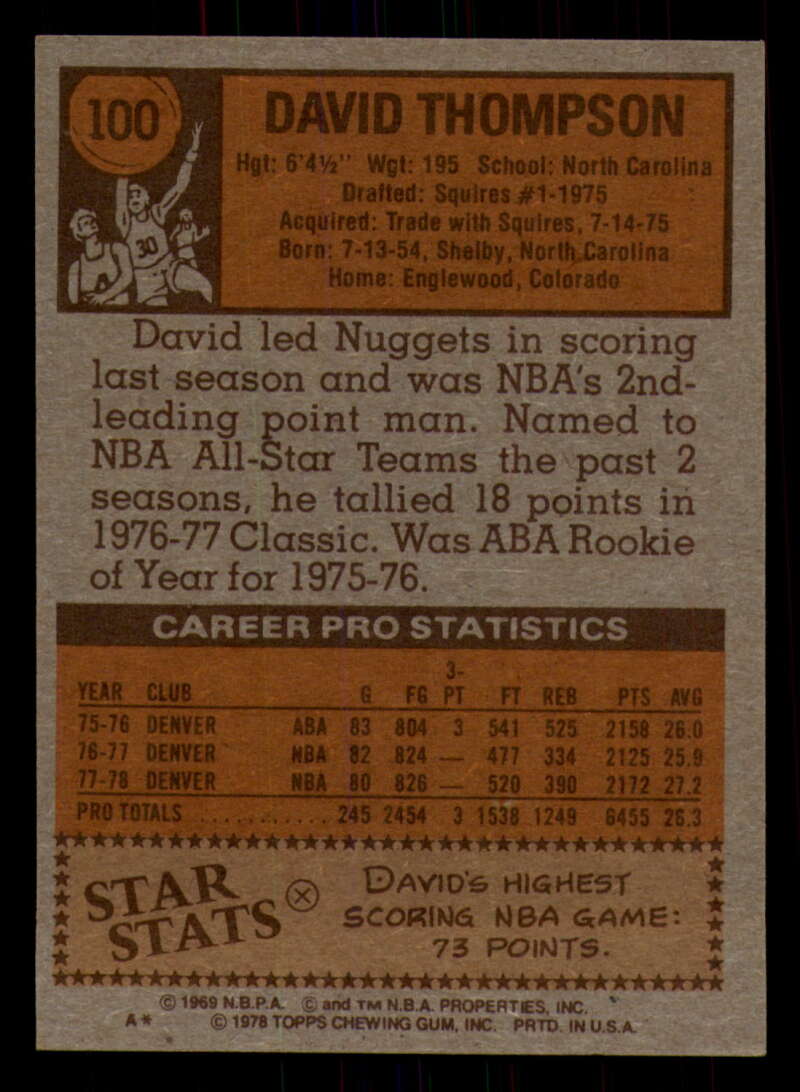 100
DAVID THOMPSON
Hgt: 6'4½" Wgt: 195 School: North Carolina
Drafted: Squires #1-1975
Acquired: Trade with Squires, 7-14-75
Born: 7-13-54, Shelby, North Carolina
Home: Englewood, Colorado
30
David led Nuggets in scoring
last season and was NBA's 2nd-
leading point man. Named to
NBA All-Star Teams the past 2
seasons, he tallied 18 points in
1976-77 Classic. Was ABA Rookie
of Year for 1975-76.
CAREER PRO STATISTICS
YEAR CLUB G FG 3-PT FT REB PTS AVG
75-76 DENVER ABA 83 804 3 541 525 2158 26.0
76-77 DENVER NBA 82 824 — 477 334 2125 25.9
77-78 DENVER NBA 80 826 — 520 390 2172 27.2
PRO TOTALS ............ 245 2454 3 1538 1249 6455 26.3
STAR
STATS
DAVID'S HIGHEST
SCORING NBA GAME:
73 POINTS.
© 1969 N.B.P.A. © and TM N.B.A. PROPERTIES, INC.
A* © 1978 TOPPS CHEWING GUM, INC. PRTD. IN U.S.A.